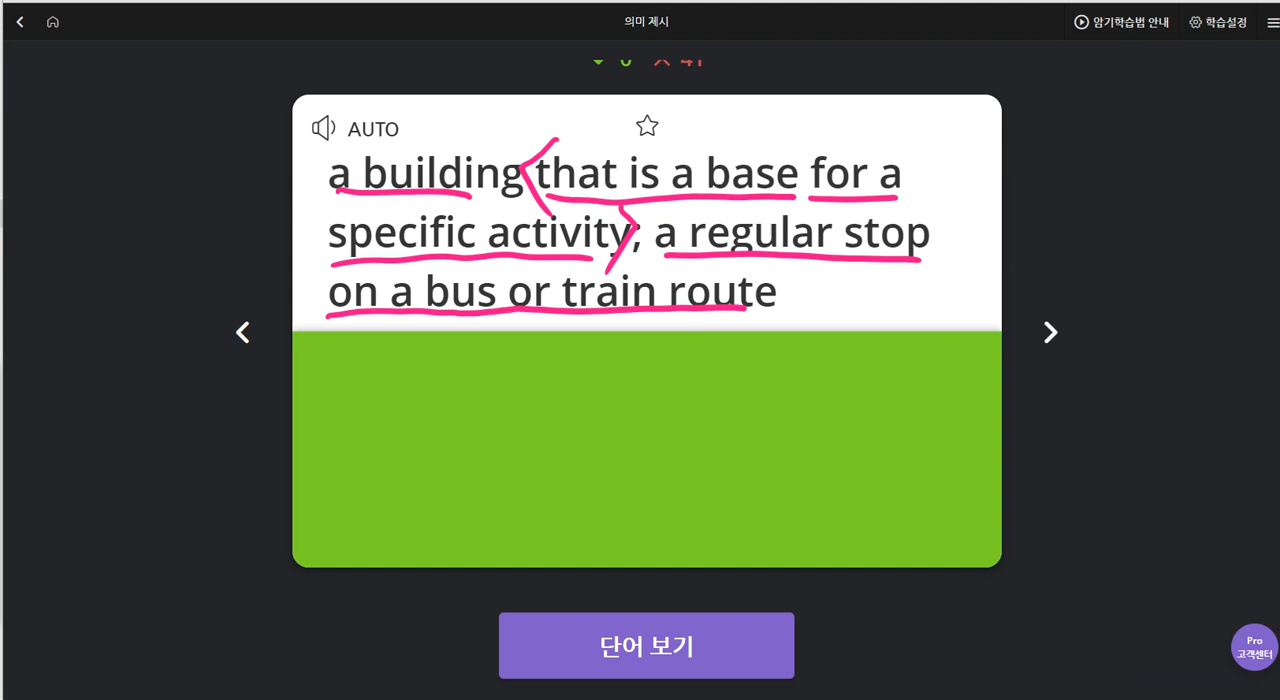 의미 제시
암기학습법 안내
학습설정
AUTO
a building that is a base for a
specific activity; a regular stop
on a bus or train route
단어 보기
Pro
고객센터